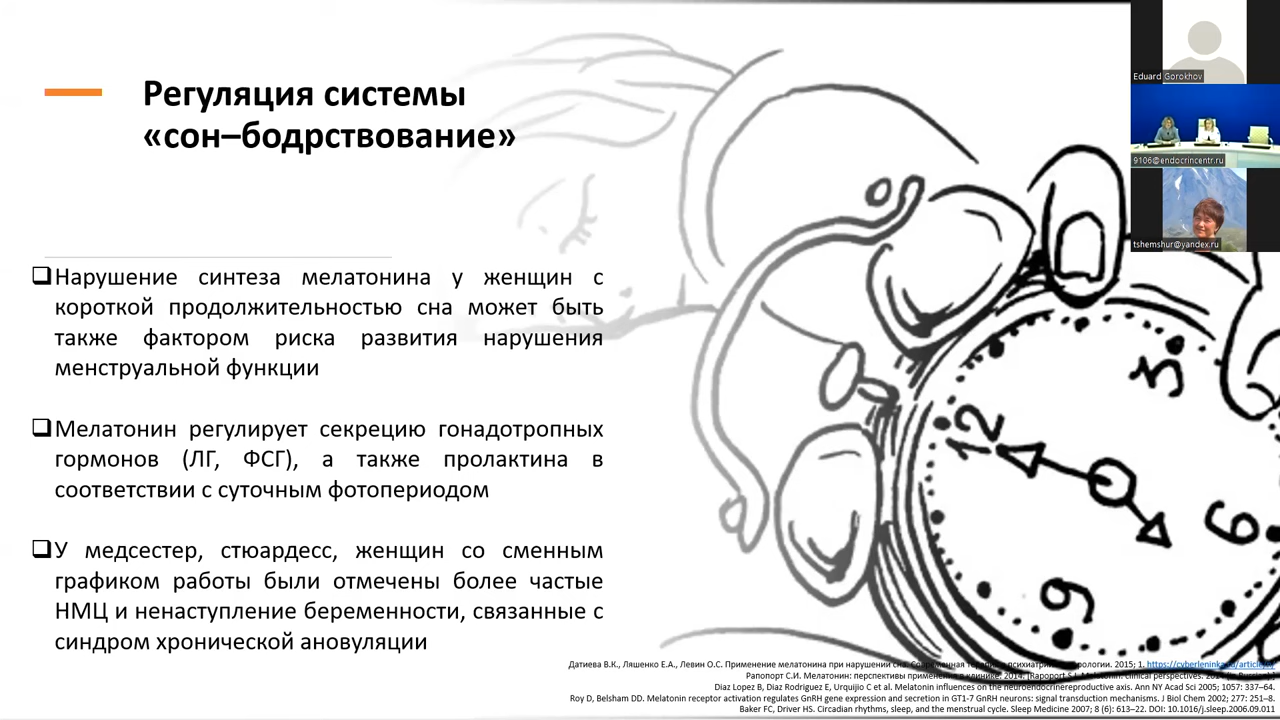 Регуляция системы
«сон–бодрствование»
Нарушение синтеза мелатонина у женщин с
короткой продолжительностью сна может быть
также фактором риска развития нарушения
менструальной функции
Мелатонин регулирует секрецию гонадотропных
гормонов (ЛГ, ФСГ), а также пролактина в
соответствии с суточным фотопериодом
У медсестер, стюардесс, женщин со сменным
графиком работы были отмечены более частые
НМЦ и ненаступление беременности, связанные с
синдром хронической ановуляции
Eduard Gorokhov
9106@endocrincentr.ru
tshemshur@yandex.ru
3
12
6
9
Датиева В.К., Ляшенко Е.А., Левин О.С. Применение мелатонина при нарушении сна. Современная терапия в психиатрии и неврологии. 2015; 1. https://cyberleninka.ru/article/
Рапопорт С.И. Мелатонин: перспективы применения в клинике. 2014. [Rapoport S.I. Melatonin: clinical perspectives.
Diaz Lopez B, Diaz Rodriguez E, Urquijio C et al. Melatonin influences on the neuroendocrinereproductive axis. Ann NY Acad Sci 2005; 1057: 337–64.
Roy D, Belsham DD. Melatonin receptor activation regulates GnRH gene expression and secretion in GT1-7 GnRH neurons: signal transduction mechanisms. J Biol Chem 2002; 277: 251–8.
Baker FC, Driver HS. Circadian rhythms, sleep, and the menstrual cycle. Sleep Medicine 2007; 8 (6): 613–22. DOI: 10.1016/j.sleep.2006.09.011